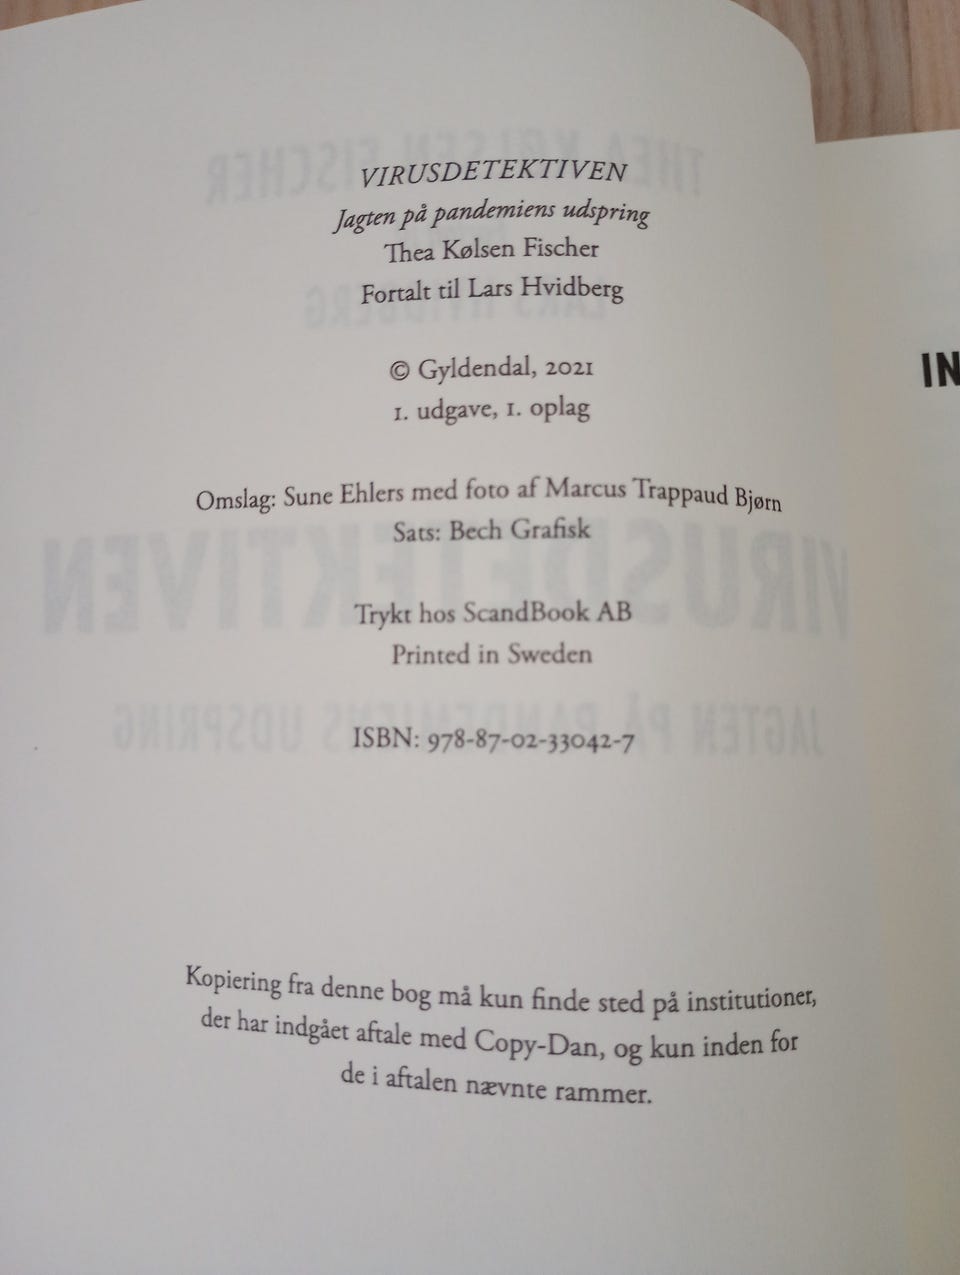 VIRUSDETEKTIVEN
Jagten på pandemiens udspring
Thea Kølsen Fischer
Fortalt til Lars Hvidberg
© Gyldendal, 2021
1. udgave, 1. oplag
Omslag: Sune Ehlers med foto af Marcus Trappaud Bjørn
Sats: Bech Grafisk
Trykt hos ScandBook AB
Printed in Sweden
ISBN: 978-87-02-33042-7
Kopiering fra denne bog må kun finde sted på institutioner,
der har indgået aftale med Copy-Dan, og kun inden for
de i aftalen nævnte rammer.
IN